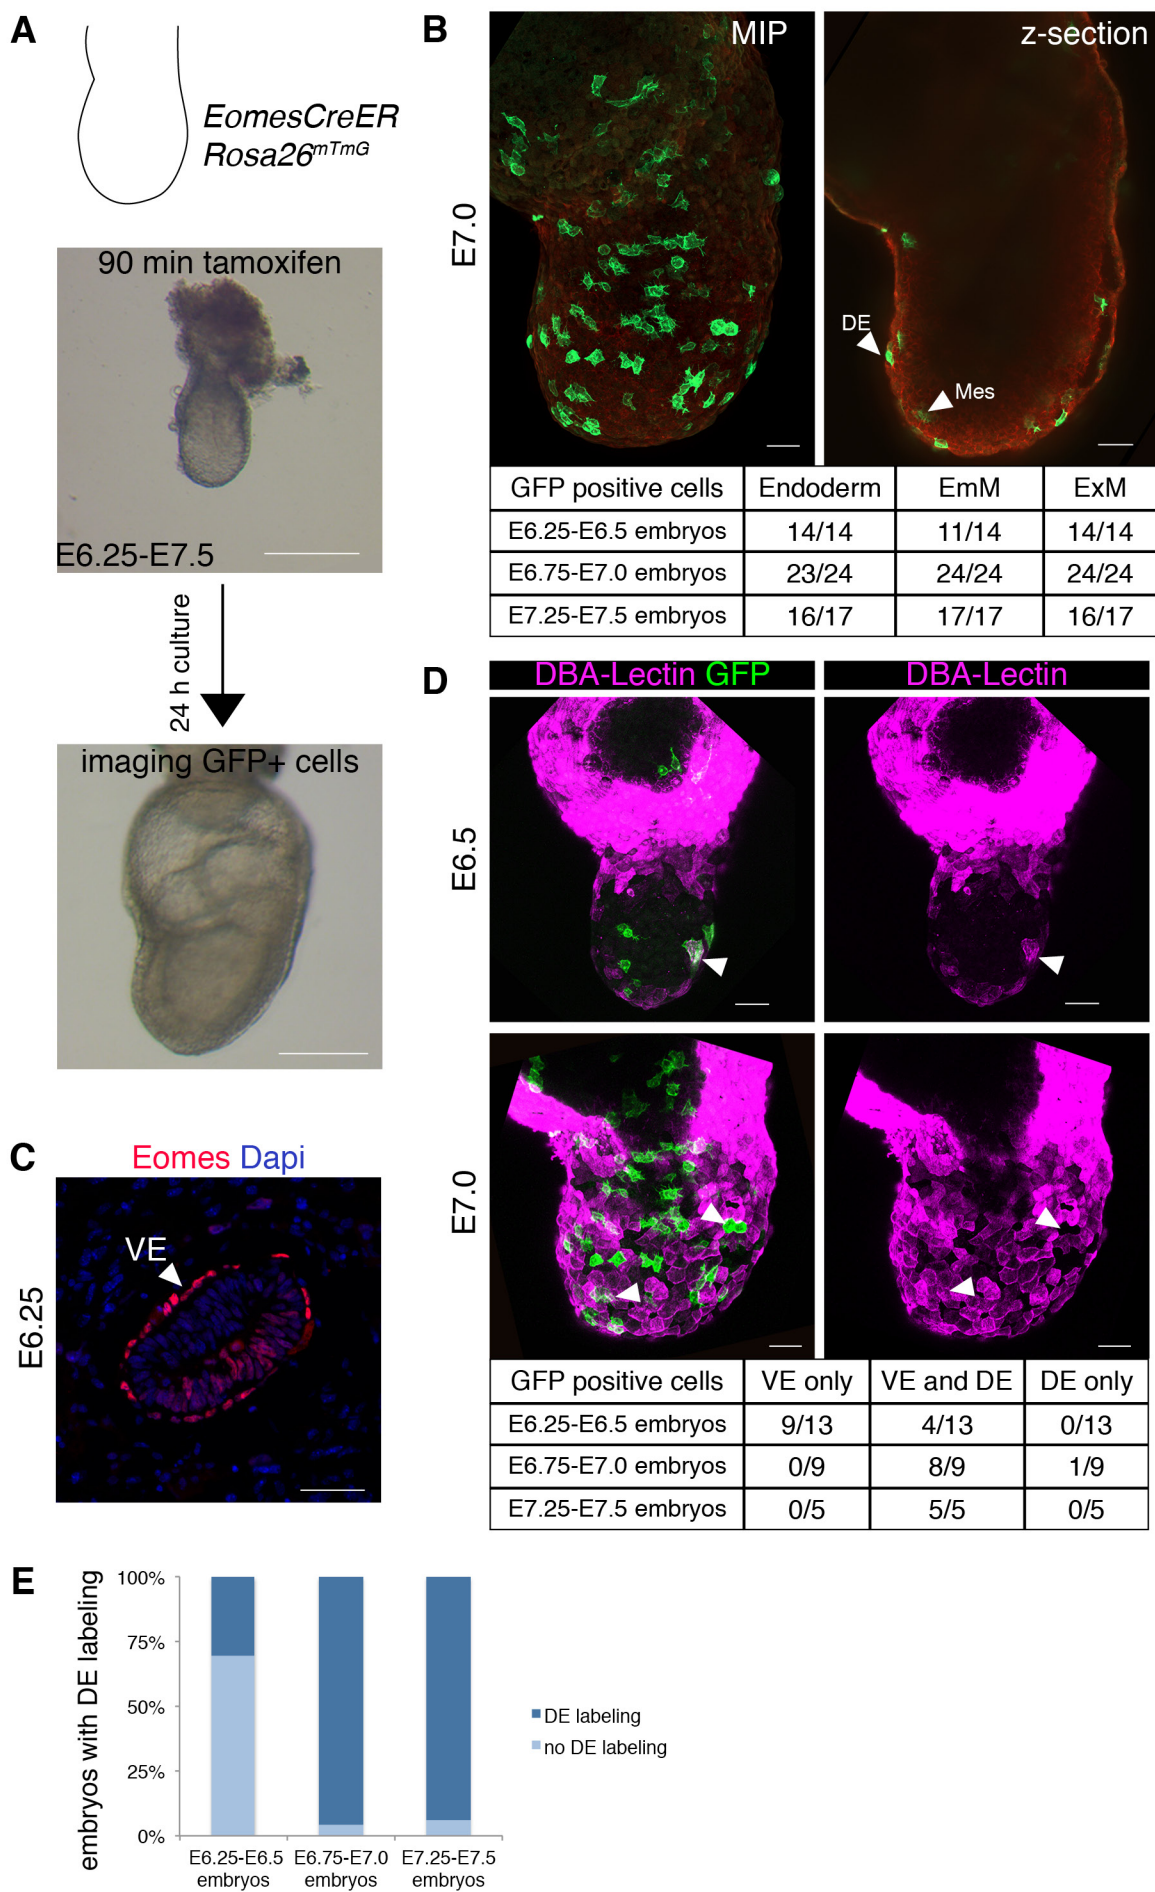 A
EomesCreER
Rosa26mTmG
90 min tamoxifen
E6.25-E7.5
24 h culture
imaging GFP+ cells
B
MIP
z-section
E7.0
DE
Mes
GFP positive cells Endoderm EmM ExM
E6.25-E6.5 embryos 14/14 11/14 14/14
E6.75-E7.0 embryos 23/24 24/24 24/24
E7.25-E7.5 embryos 16/17 17/17 16/17
C
Eomes Dapi
VE
E6.25
D
DBA-Lectin GFP
DBA-Lectin
E6.5
E7.0
GFP positive cells VE only VE and DE DE only
E6.25-E6.5 embryos 9/13 4/13 0/13
E6.75-E7.0 embryos 0/9 8/9 1/9
E7.25-E7.5 embryos 0/5 5/5 0/5
E
embryos with DE labeling
100%
75%
50%
25%
0%
E6.25-E6.5 E6.75-E7.0 E7.25-E7.5
embryos embryos embryos
DE labeling
no DE labeling